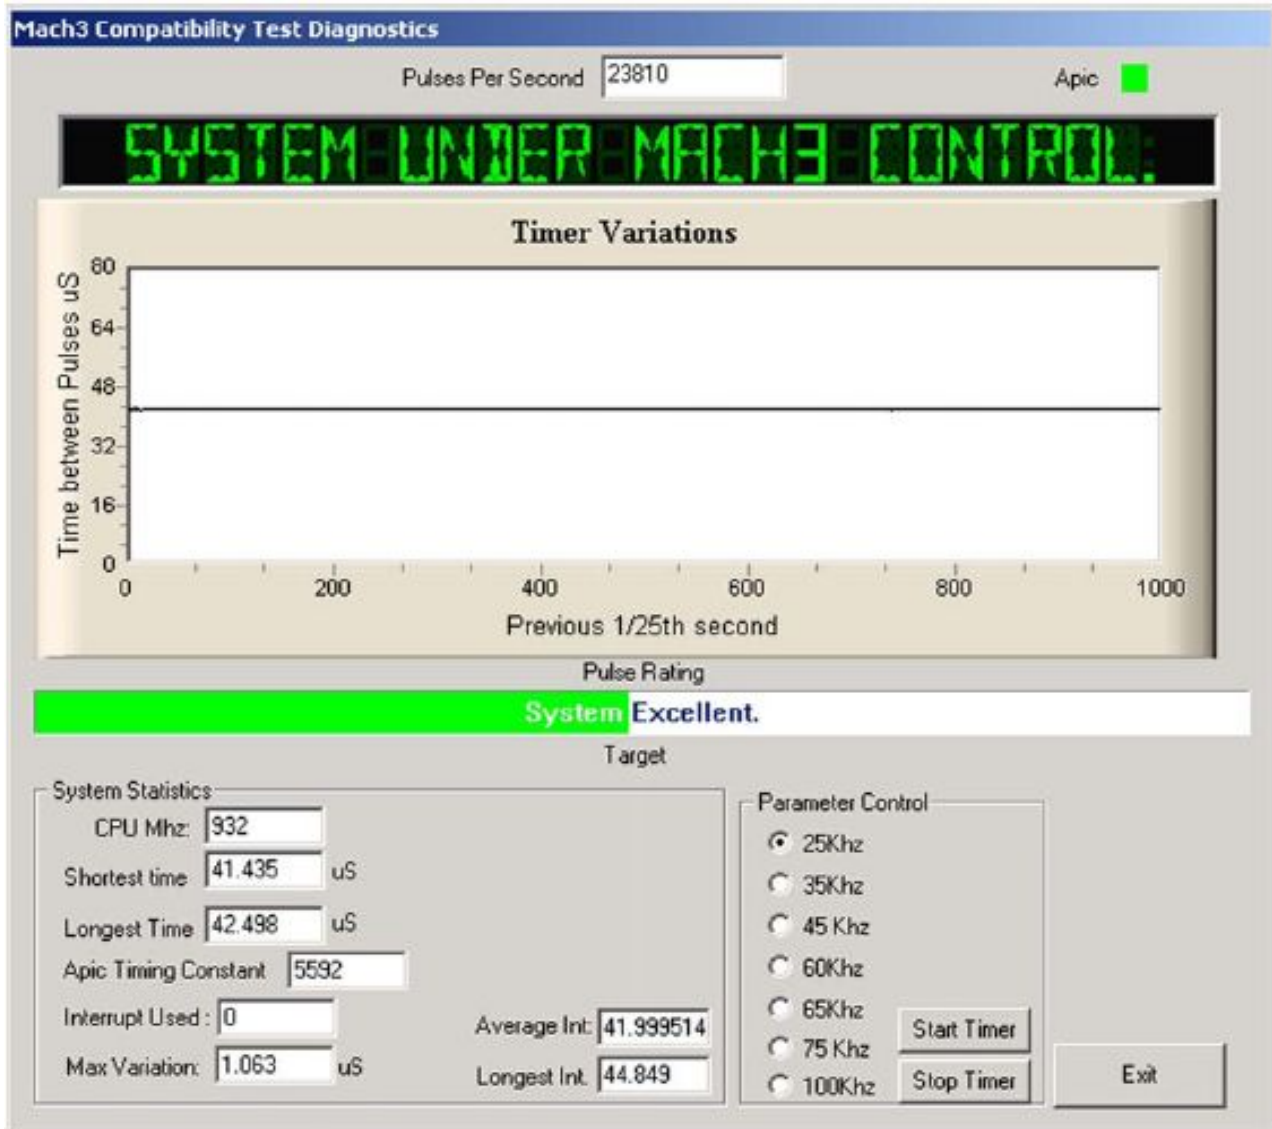 Mach3 Compatibility Test Diagnostics
Pulses Per Second 23810 Apic
SYSTEM UNDER MACH3 CONTROL.
Timer Variations
Time between Pulses uS
80
64
48
32
16
0
0 200 400 600 800 1000
Previous 1/25th second
Pulse Rating
System Excellent.
Target
System Statistics
CPU Mhz: 932
Shortest time 41.435 uS
Longest Time 42.498 uS
Apic Timing Constant 5592
Interrupt Used : 0
Max Variation: 1.063 uS
Average Int: 41.999514
Longest Int. 44.849
Parameter Control
25Khz
35Khz
45 Khz
60Khz
65Khz
75 Khz
100Khz
Start Timer
Stop Timer
Exit